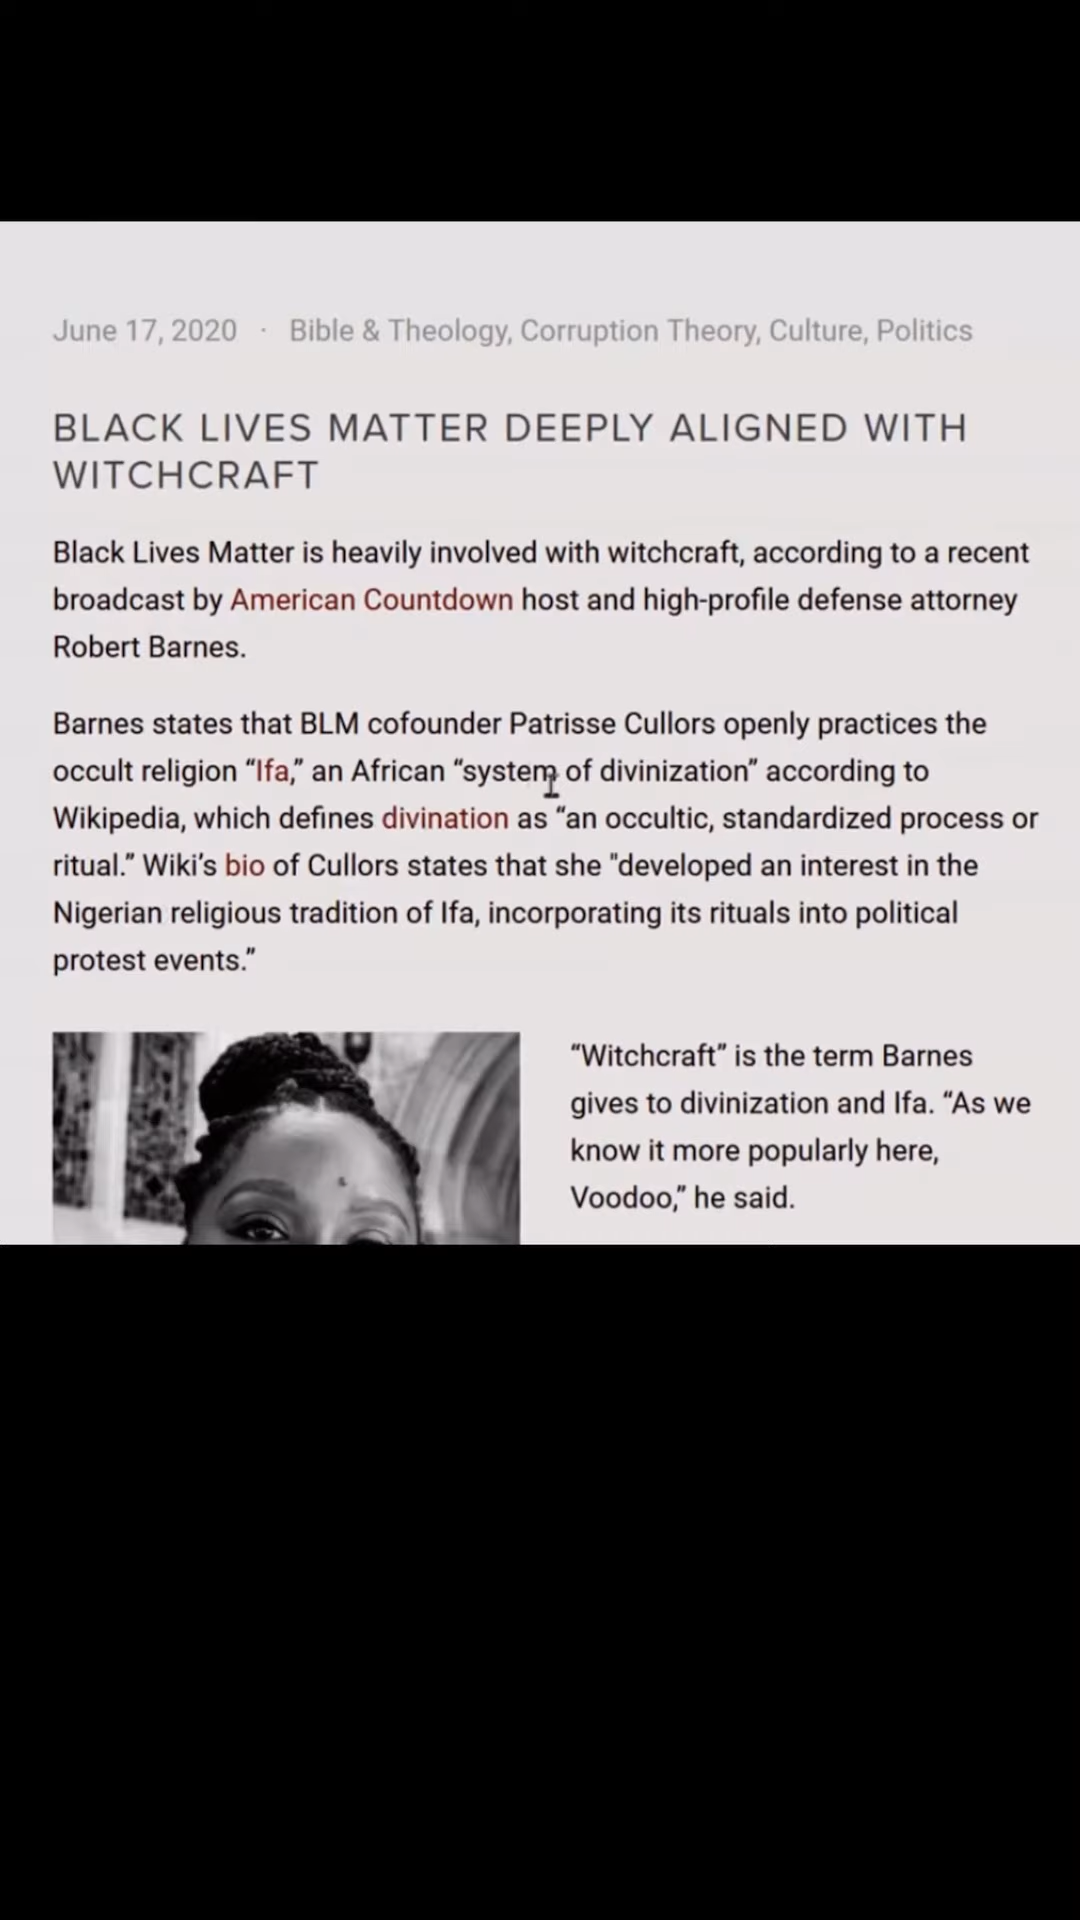 June 17, 2020 · Bible & Theology, Corruption Theory, Culture, Politics
BLACK LIVES MATTER DEEPLY ALIGNED WITH
WITCHCRAFT
Black Lives Matter is heavily involved with witchcraft, according to a recent
broadcast by American Countdown host and high-profile defense attorney
Robert Barnes.
Barnes states that BLM cofounder Patrisse Cullors openly practices the
occult religion “Ifa,” an African “system of divinization” according to
Wikipedia, which defines divination as “an occultic, standardized process or
ritual.” Wiki’s bio of Cullors states that she "developed an interest in the
Nigerian religious tradition of Ifa, incorporating its rituals into political
protest events.”
“Witchcraft” is the term Barnes
gives to divinization and Ifa. “As we
know it more popularly here,
Voodoo,” he said.